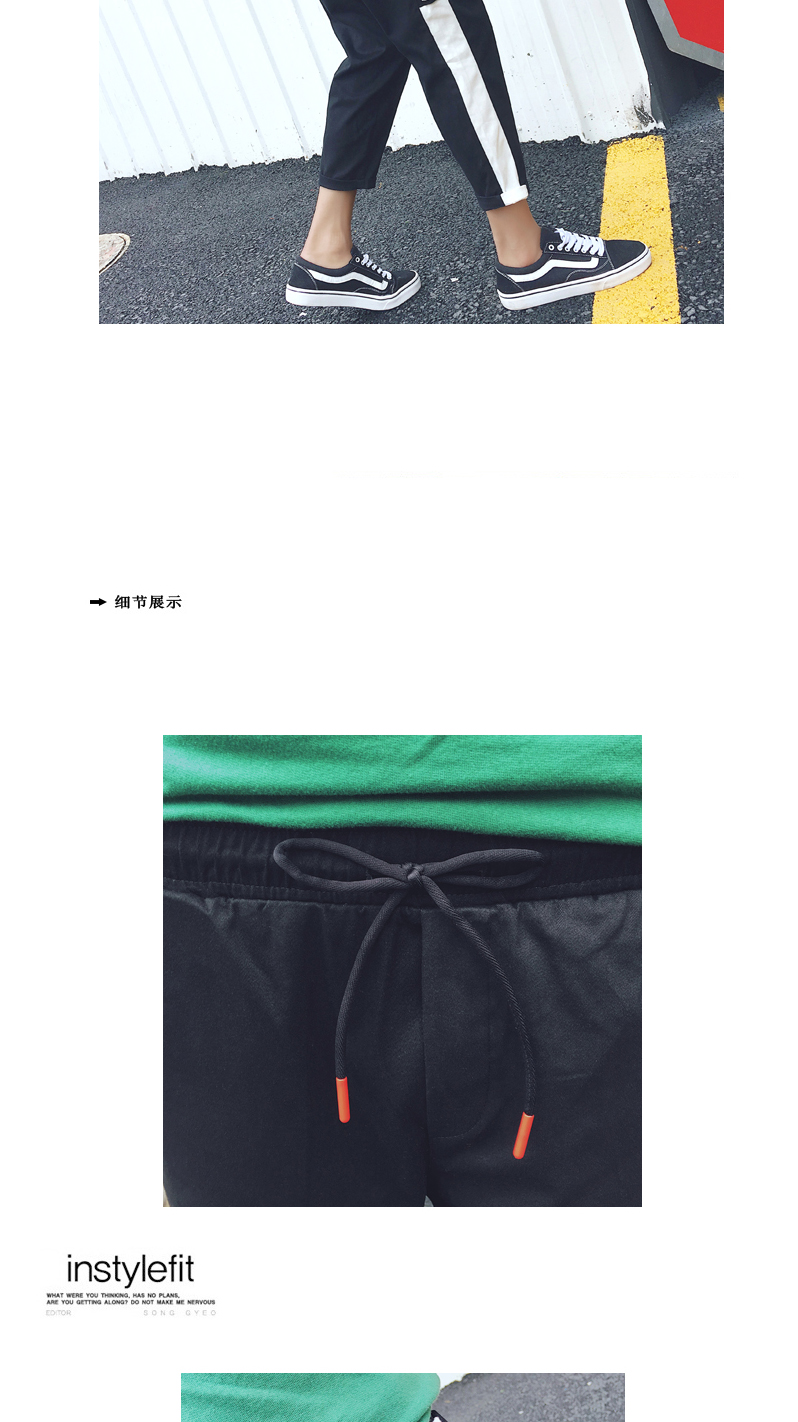 细节展示
instylefit
WHAT WERE YOU THINKING, HAS NO PLANS,
ARE YOU GETTING ALONG? DO NOT MAKE ME NERVOUS
EDITOR SONG GYEO